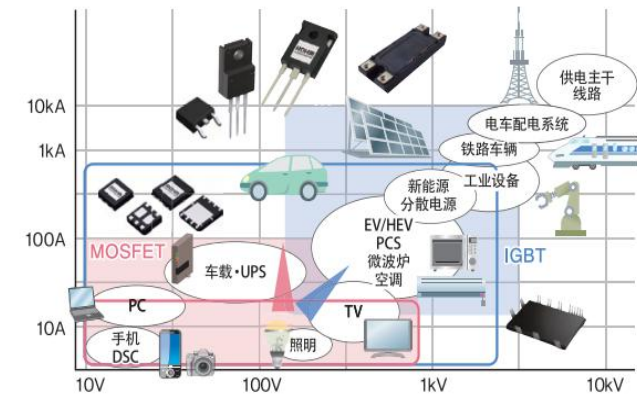 供电主干
线路
10kA
电车配电系统
1kA
铁路车辆
新能源
分散电源
工业设备
EV/HEV
PCS
微波炉
空调
100A
MOSFET
IGBT
车载·UPS
PC
TV
10A
手机
DSC
照明
10V
100V
1kV
10kV